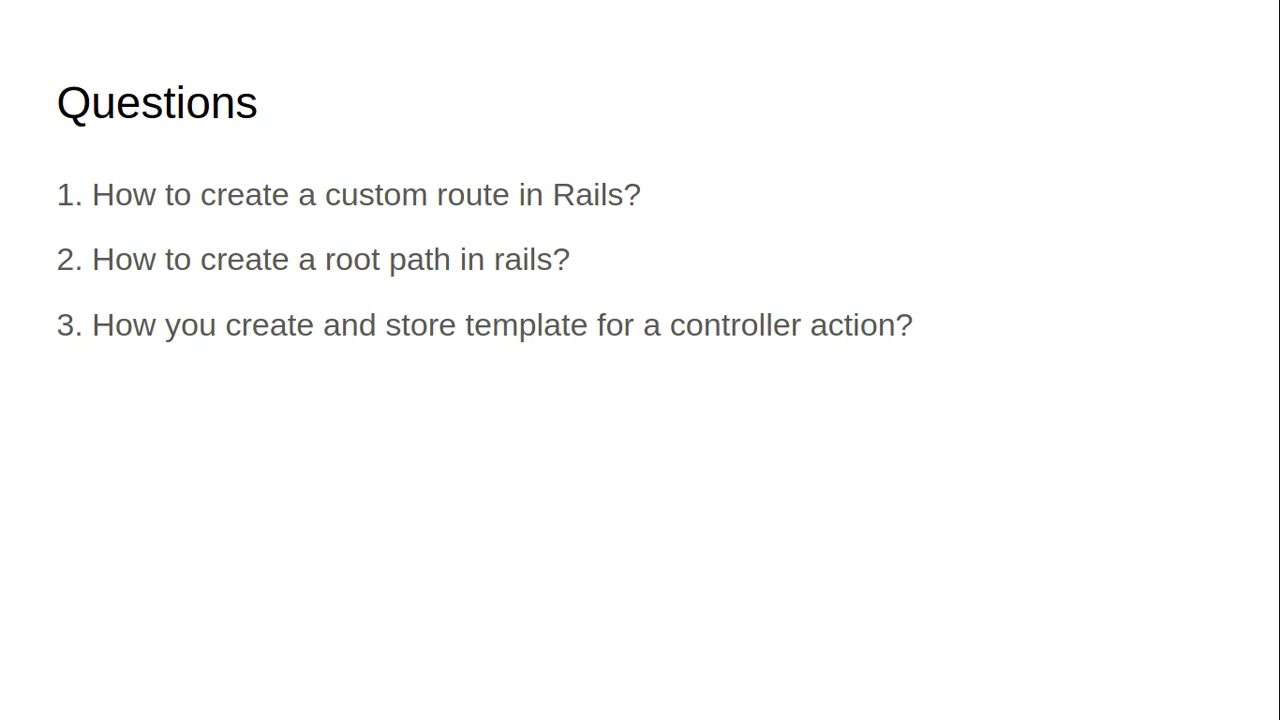 Questions
1. How to create a custom route in Rails?
2. How to create a root path in rails?
3. How you create and store template for a controller action?